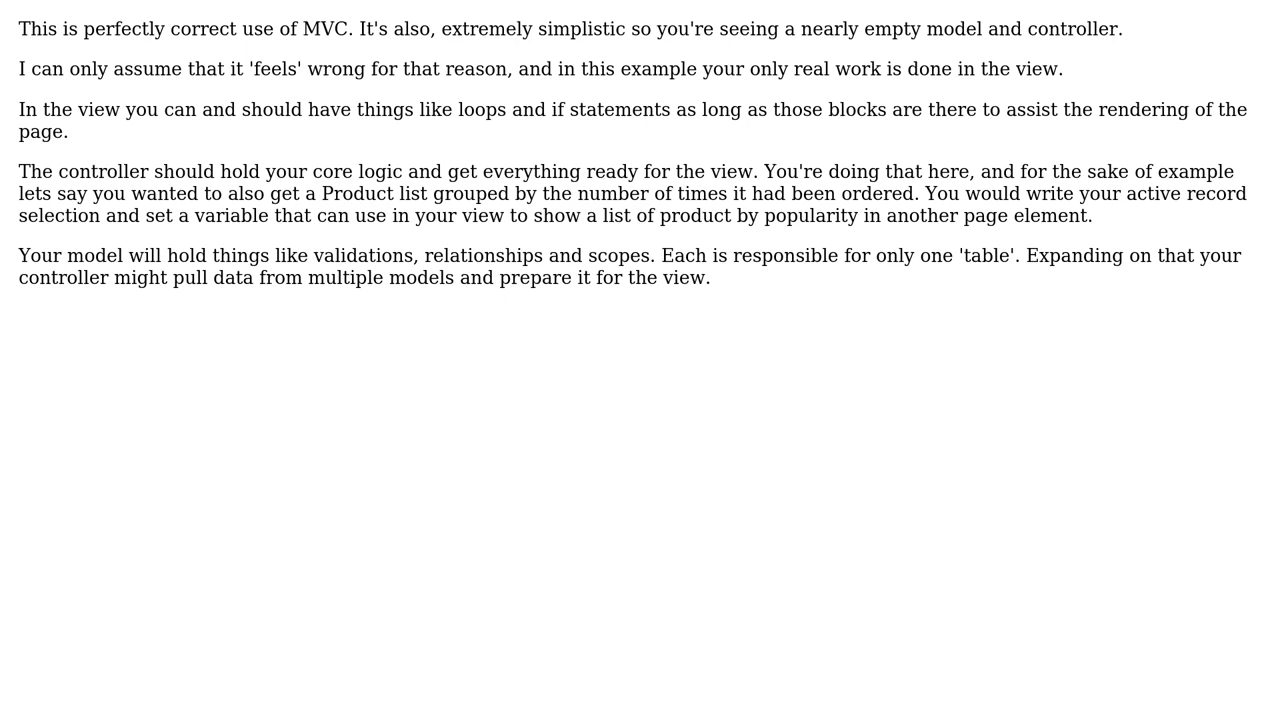 This is perfectly correct use of MVC. It's also, extremely simplistic so you're seeing a nearly empty model and controller.
I can only assume that it 'feels' wrong for that reason, and in this example your only real work is done in the view.
In the view you can and should have things like loops and if statements as long as those blocks are there to assist the rendering of the
page.
The controller should hold your core logic and get everything ready for the view. You're doing that here, and for the sake of example
lets say you wanted to also get a Product list grouped by the number of times it had been ordered. You would write your active record
selection and set a variable that can use in your view to show a list of product by popularity in another page element.
Your model will hold things like validations, relationships and scopes. Each is responsible for only one 'table'. Expanding on that your
controller might pull data from multiple models and prepare it for the view.